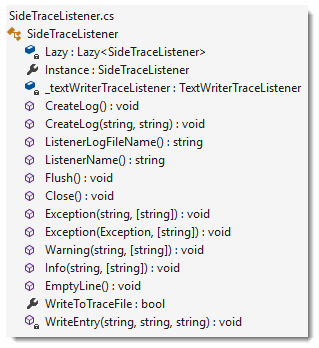 SideTraceListener.cs
SideTraceListener
Lazy : Lazy<SideTraceListener>
Instance : SideTraceListener
_textWriterTraceListener : TextWriterTraceListener
CreateLog() : void
CreateLog(string, string) : void
ListenerLogFileName() : string
ListenerName() : string
Flush() : void
Close() : void
Exception(string, [string]) : void
Exception(Exception, [string]) : void
Warning(string, [string]) : void
Info(string, [string]) : void
EmptyLine() : void
WriteToTraceFile : bool
WriteEntry(string, string, string) : void